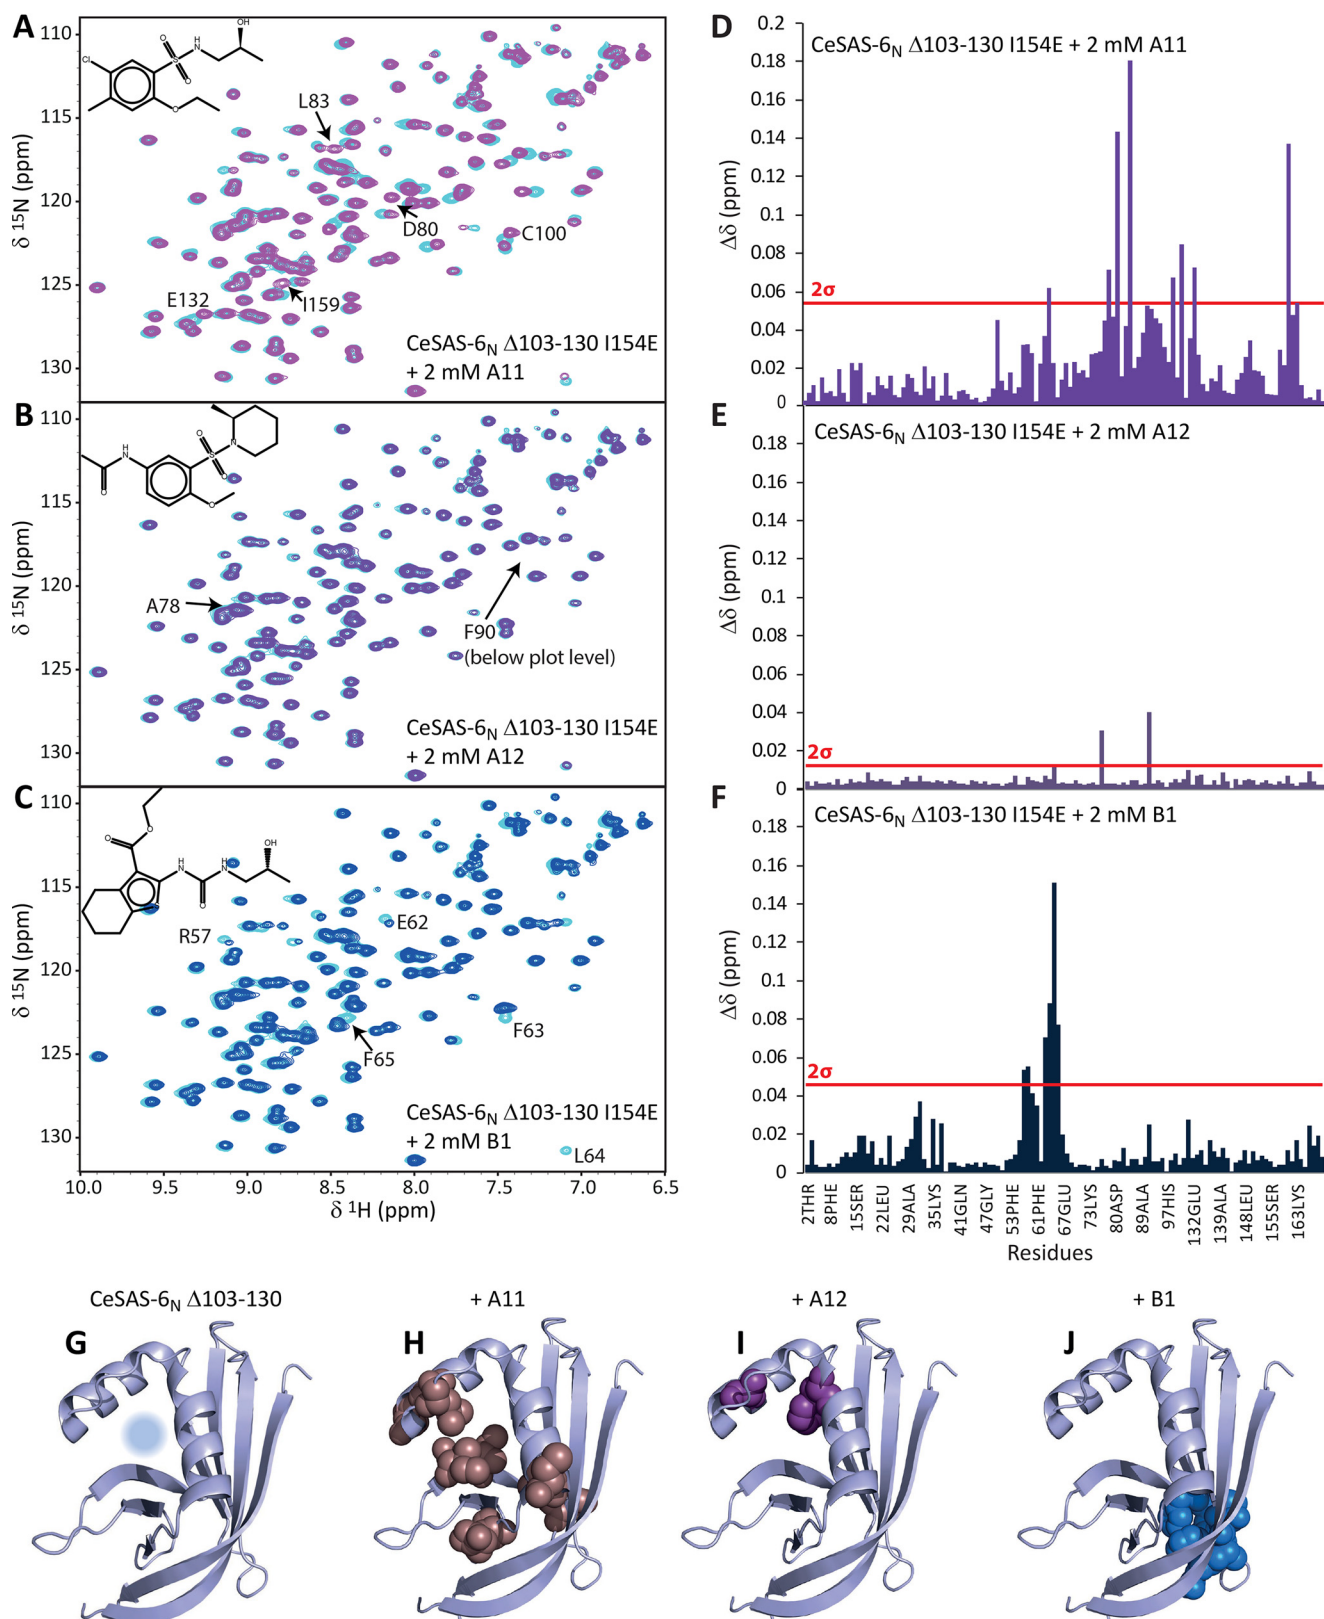 A
110
115
120
125
130
δ ¹⁵N (ppm)
Cl
O
S
O
H
N
OH
O
L83
D80
C100
I159
E132
CeSAS-6N Δ103-130 I154E
+ 2 mM A11
B
110
115
120
125
130
δ ¹⁵N (ppm)
H
N
O
O
S
O
N
O
A78
F90
(below plot level)
CeSAS-6N Δ103-130 I154E
+ 2 mM A12
C
110
115
120
125
130
δ ¹⁵N (ppm)
O
O
H
N
O
H
N
OH
R57
E62
F63
F65
L64
CeSAS-6N Δ103-130 I154E
+ 2 mM B1
10.0 9.5 9.0 8.5 8.0 7.5 7.0 6.5
δ ¹H (ppm)
D
0.2
0.18
0.16
0.14
0.12
0.1
0.08
0.06
0.04
0.02
0
Δδ (ppm)
CeSAS-6N Δ103-130 I154E + 2 mM A11
2σ
E
0.18
0.16
0.14
0.12
0.1
0.08
0.06
0.04
0.02
0
Δδ (ppm)
CeSAS-6N Δ103-130 I154E + 2 mM A12
2σ
F
0.18
0.16
0.14
0.12
0.1
0.08
0.06
0.04
0.02
0
Δδ (ppm)
CeSAS-6N Δ103-130 I154E + 2 mM B1
2σ
2THR
8PHE
15SER
22LEU
29ALA
35LYS
41GLN
47GLY
53PHE
61PHE
67GLU
73LYS
80ASP
89ALA
97HIS
132GLU
139ALA
148LEU
155SER
163LYS
Residues
CeSAS-6N Δ103-130
G
+ A11
H
+ A12
I
+ B1
J